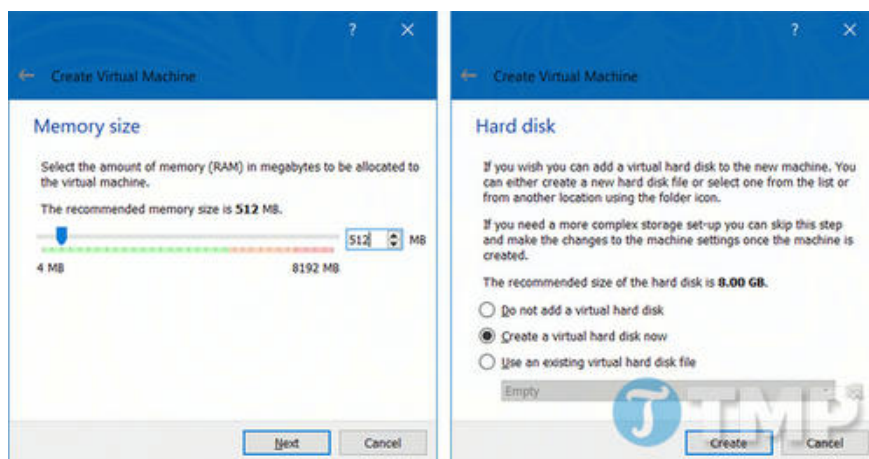 ?
×
← Create Virtual Machine
Memory size
Select the amount of memory (RAM) in megabytes to be allocated to
the virtual machine.
The recommended memory size is 512 MB.
512 MB
4 MB 8192 MB
Next Cancel
?
×
← Create Virtual Machine
Hard disk
If you wish you can add a virtual hard disk to the new machine. You
can either create a new hard disk file or select one from the list or
from another location using the folder icon.
If you need a more complex storage set-up you can skip this step
and make the changes to the machine settings once the machine is
created.
The recommended size of the hard disk is 8.00 GB.
Do not add a virtual hard disk
Create a virtual hard disk now
Use an existing virtual hard disk file
Empty
TMP
Create Cancel